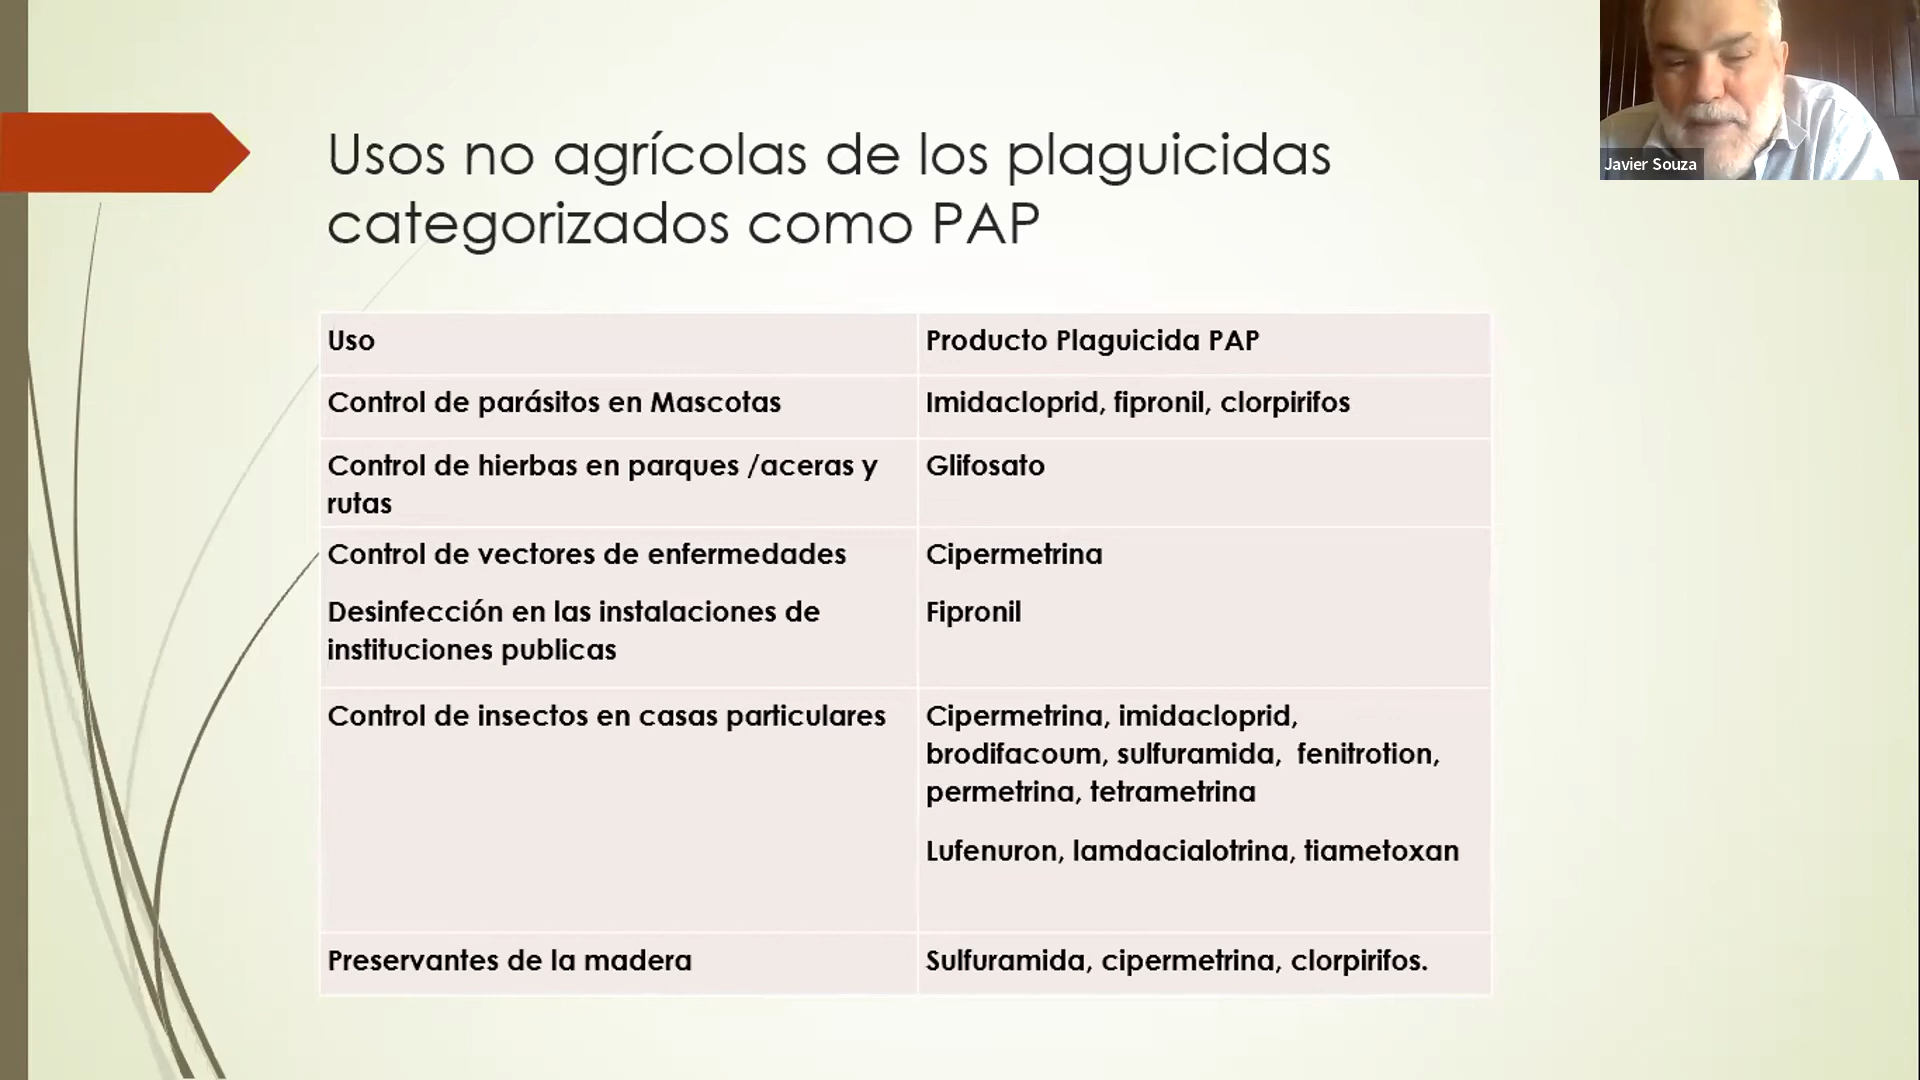 Usos no agrícolas de los plaguicidas
categorizados como PAP
Javier Souza
Uso
Producto Plaguicida PAP
Control de parásitos en Mascotas
Imidacloprid, fipronil, clorpirifos
Control de hierbas en parques /aceras y
rutas
Glifosato
Control de vectores de enfermedades
Cipermetrina
Desinfección en las instalaciones de
instituciones publicas
Fipronil
Control de insectos en casas particulares
Cipermetrina, imidacloprid,
brodifacoum, sulfuramida, fenitrotion,
permetrina, tetrametrina
Lufenuron, lamdacialotrina, tiametoxan
Preservantes de la madera
Sulfuramida, cipermetrina, clorpirifos.